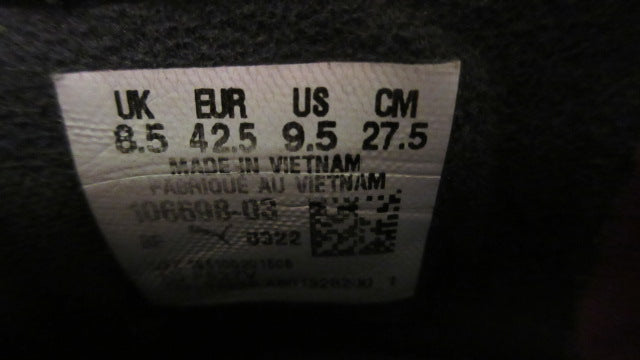 UK EUR US CM
8.5 42.5 9.5 27.5
MADE IN VIETNAM
FABRIQUE AU VIETNAM
106698-03
0322